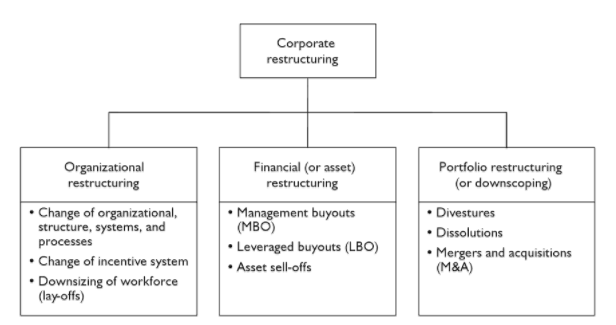 Corporate
restructuring
Organizational
restructuring
• Change of organizational,
structure, systems, and
processes
• Change of incentive system
• Downsizing of workforce
(lay-offs)
Financial (or asset)
restructuring
• Management buyouts
(MBO)
• Leveraged buyouts (LBO)
• Asset sell-offs
Portfolio restructuring
(or downscoping)
• Divestures
• Dissolutions
• Mergers and acquisitions
(M&A)